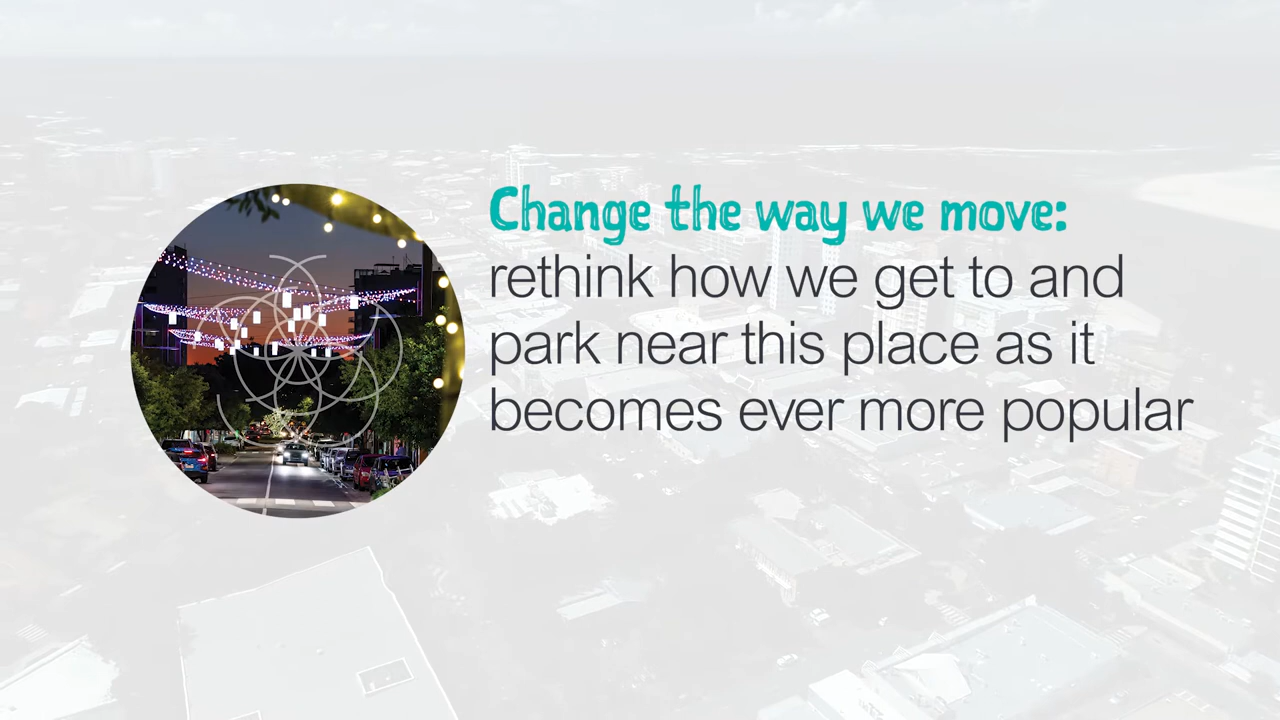 Change the way we move:
rethink how we get to and
park near this place as it
becomes ever more popular